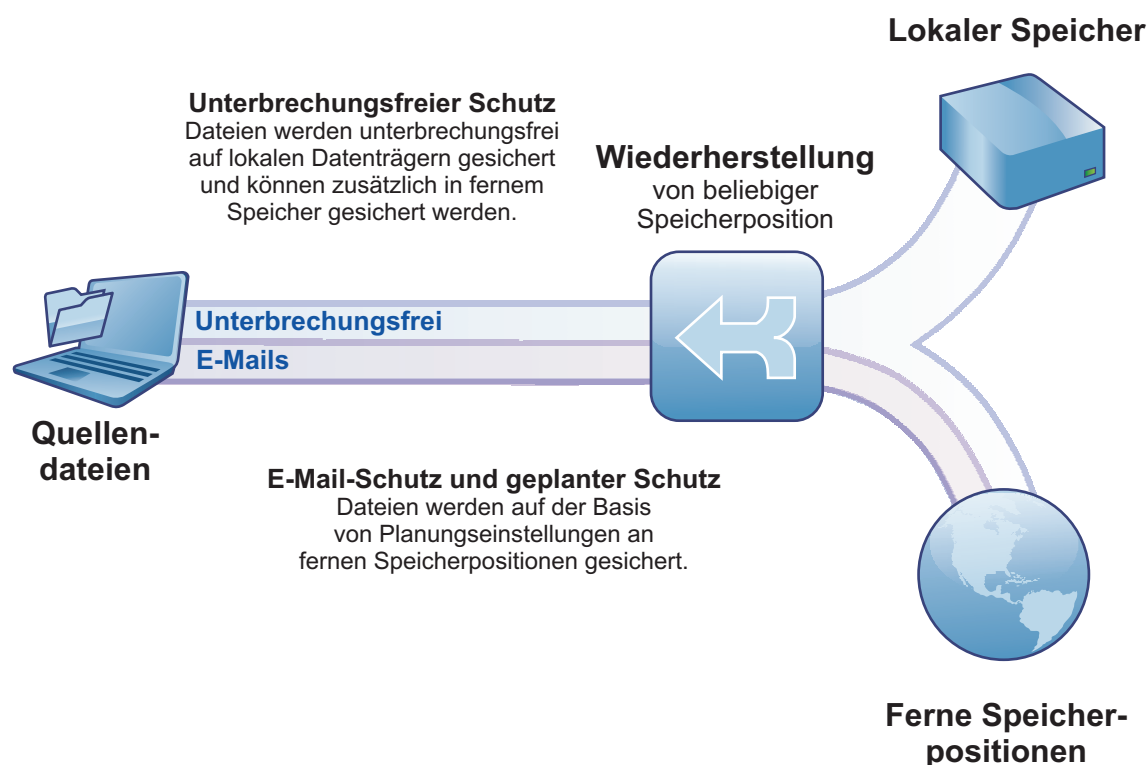 Lokaler Speicher
Unterbrechungsfreier Schutz
Dateien werden unterbrechungsfrei
auf lokalen Datenträgern gesichert
und können zusätzlich in fernem
Speicher gesichert werden.
Wiederherstellung
von beliebiger
Speicherposition
Unterbrechungsfrei
E-Mails
Quellen-
dateien
E-Mail-Schutz und geplanter Schutz
Dateien werden auf der Basis
von Planungseinstellungen an
fernen Speicherpositionen gesichert.
Ferne Speicher-
positionen